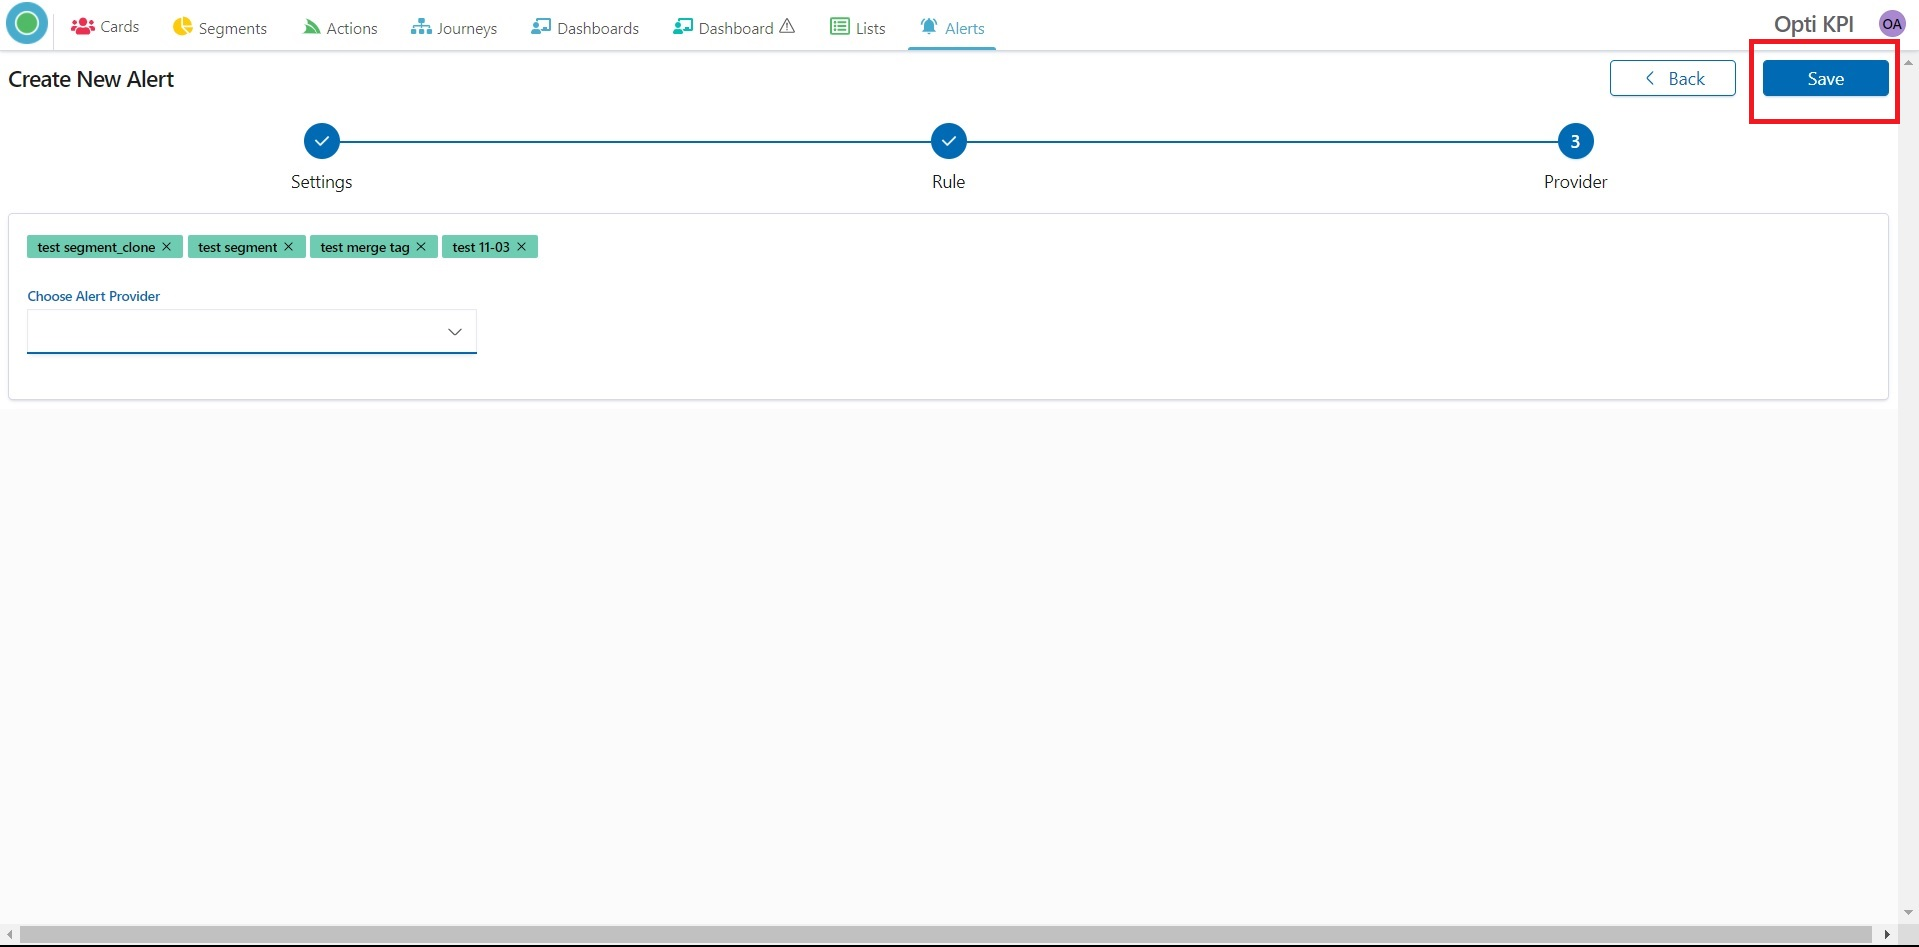 Cards Segments Actions Journeys Dashboards Dashboard Lists Alerts Opti KPI OA
Create New Alert Back Save
3
Settings Rule Provider
test segment_clone × test segment × test merge tag × test 11-03 ×
Choose Alert Provider